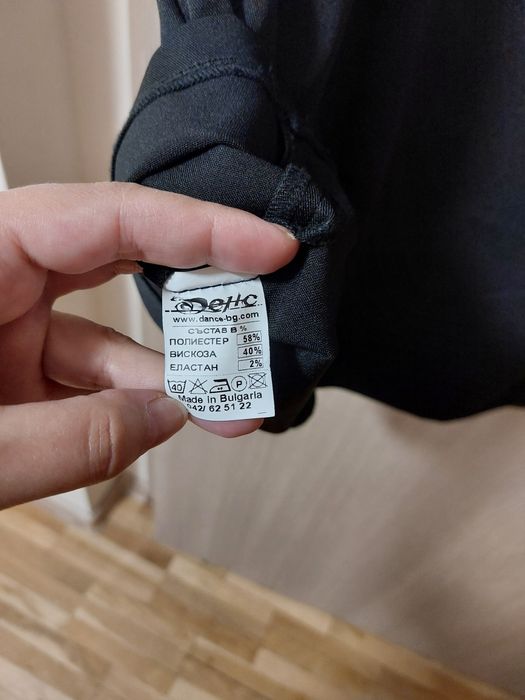 Денс
www.dance-bg.com
СЪСТАВ В %
ПОЛИЕСТЕР 58%
ВИСКОЗА 40%
ЕЛАСТАН 2%
40 P
Made in Bulgaria
042/ 62 51 22